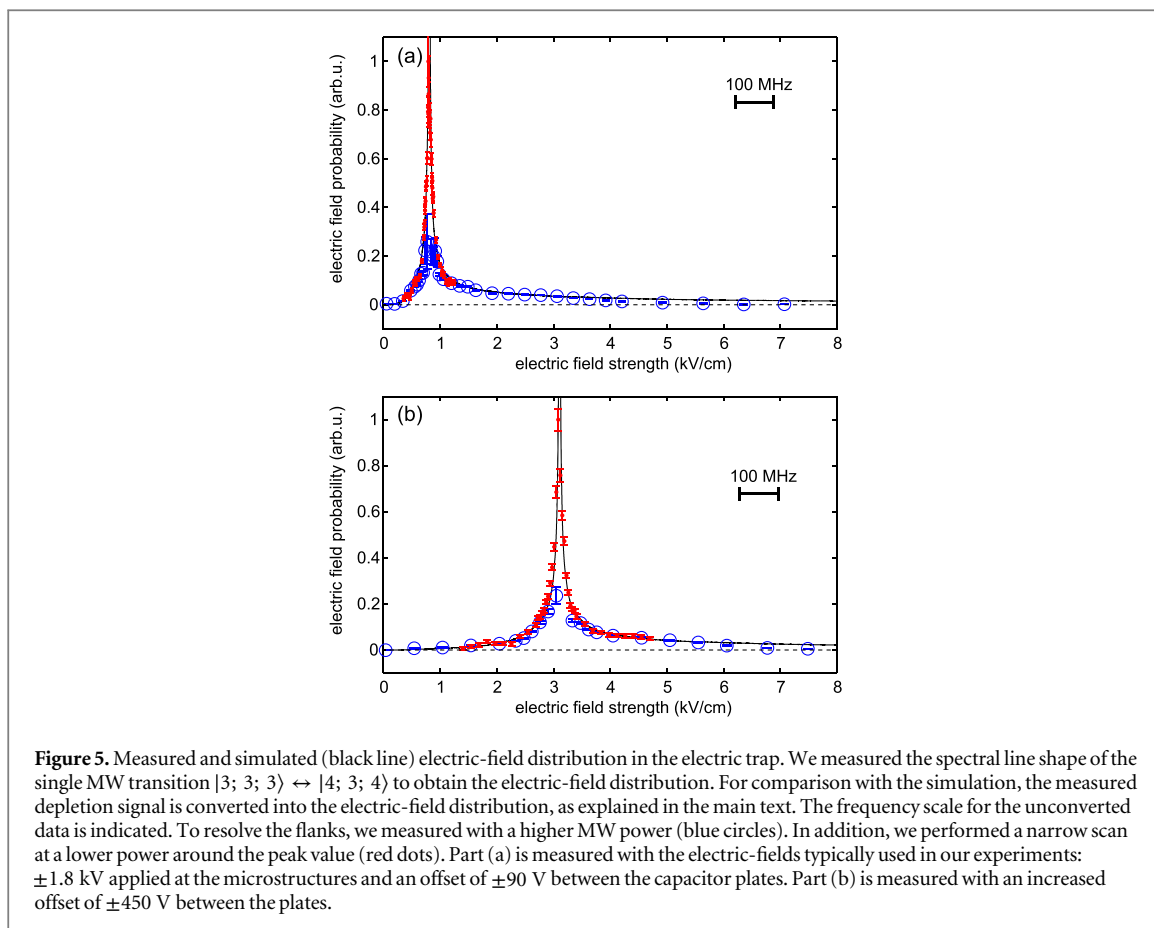 (a)
100 MHz
electric field probability (arb.u.)
1
0.8
0.6
0.4
0.2
0
0 1 2 3 4 5 6 7 8
electric field strength (kV/cm)
(b)
100 MHz
electric field probability (arb.u.)
1
0.8
0.6
0.4
0.2
0
0 1 2 3 4 5 6 7 8
electric field strength (kV/cm)
Figure 5. Measured and simulated (black line) electric-field distribution in the electric trap. We measured the spectral line shape of the
single MW transition |3; 3; 3⟩ ↔ |4; 3; 4⟩ to obtain the electric-field distribution. For comparison with the simulation, the measured
depletion signal is converted into the electric-field distribution, as explained in the main text. The frequency scale for the unconverted
data is indicated. To resolve the flanks, we measured with a higher MW power (blue circles). In addition, we performed a narrow scan
at a lower power around the peak value (red dots). Part (a) is measured with the electric-fields typically used in our experiments:
±1.8 kV applied at the microstructures and an offset of ±90 V between the capacitor plates. Part (b) is measured with an increased
offset of ±450 V between the plates.